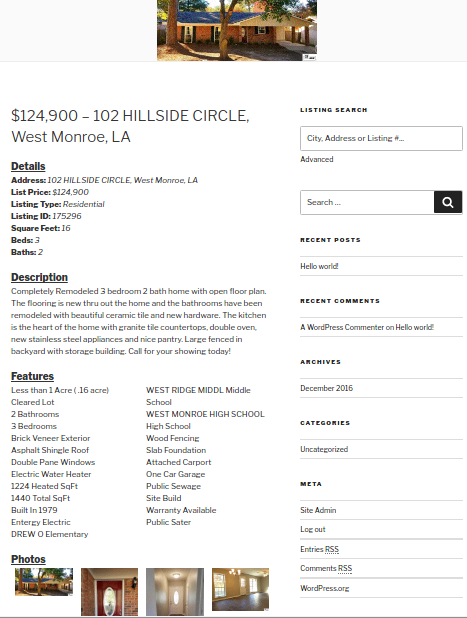 $124,900 – 102 HILLSIDE CIRCLE,
West Monroe, LA
Details
Address: 102 HILLSIDE CIRCLE, West Monroe, LA
List Price: $124,900
Listing Type: Residential
Listing ID: 175296
Square Feet: 16
Beds: 3
Baths: 2
Description
Completely Remodeled 3 bedroom 2 bath home with open floor plan.
The flooring is new thru out the home and the bathrooms have been
remodeled with beautiful ceramic tile and new hardware. The kitchen
is the heart of the home with granite tile countertops, double oven,
new stainless steel appliances and nice pantry. Large fenced in
backyard with storage building. Call for your showing today!
Features
Less than 1 Acre ( .16 acre)
Cleared Lot
2 Bathrooms
3 Bedrooms
Brick Veneer Exterior
Asphalt Shingle Roof
Double Pane Windows
Electric Water Heater
1224 Heated SqFt
1440 Total SqFt
Built In 1979
Entergy Electric
DREW O Elementary
WEST RIDGE MIDDL Middle
School
WEST MONROE HIGH SCHOOL
High School
Wood Fencing
Slab Foundation
Attached Carport
One Car Garage
Public Sewage
Site Build
Warranty Available
Public Sater
Photos
LISTING SEARCH
City, Address or Listing #...
Advanced
Search ...
RECENT POSTS
Hello world!
RECENT COMMENTS
A WordPress Commenter on Hello world!
ARCHIVES
December 2016
CATEGORIES
Uncategorized
META
Site Admin
Log out
Entries RSS
Comments RSS
WordPress.org